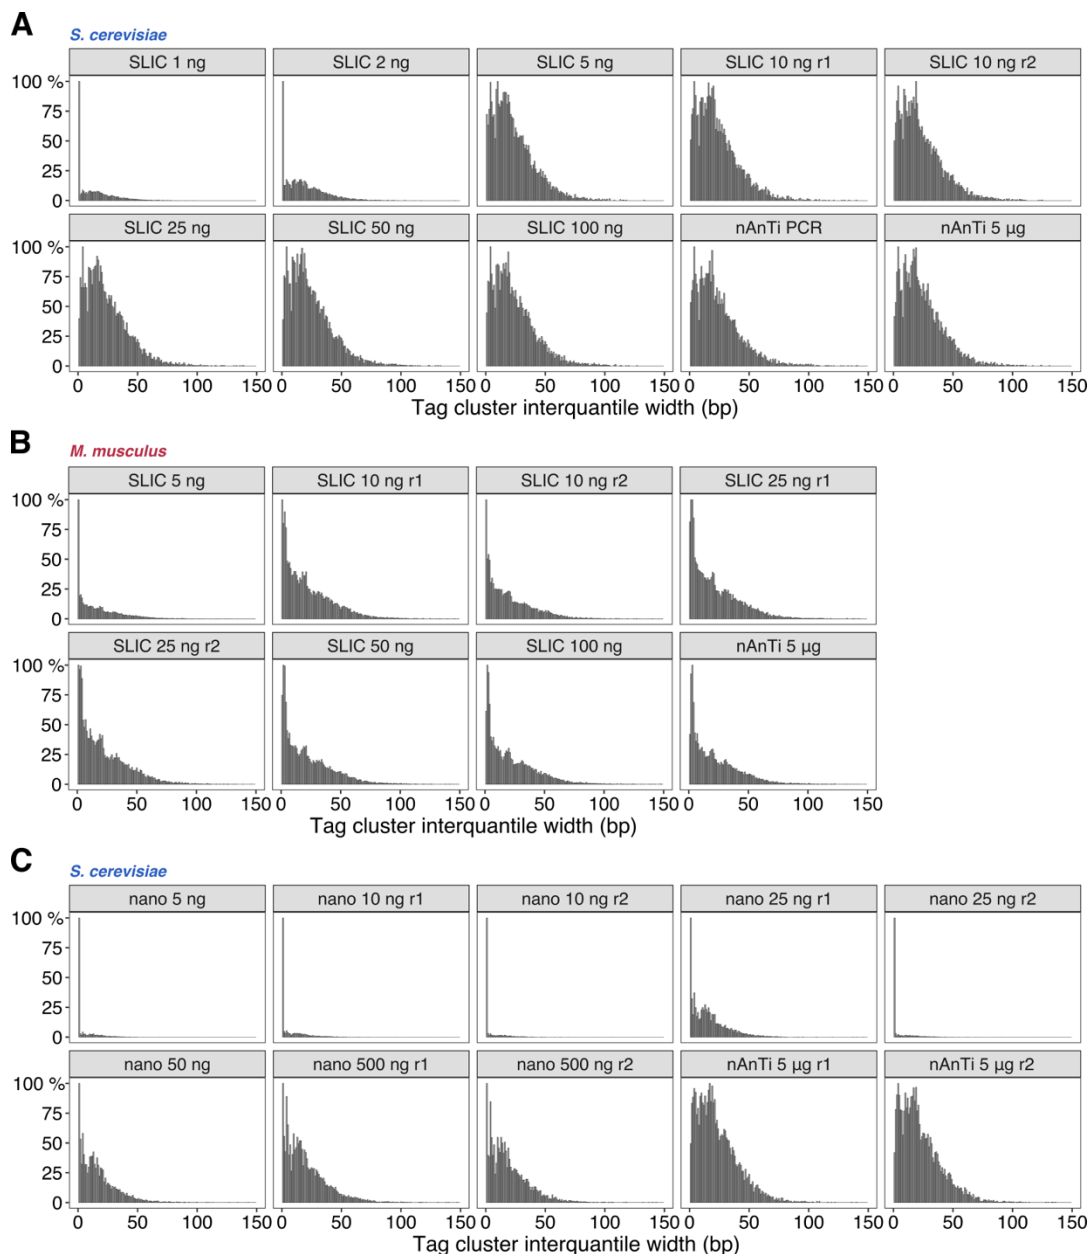 A
S. cerevisiae
SLIC 1 ng SLIC 2 ng SLIC 5 ng SLIC 10 ng r1 SLIC 10 ng r2
100 %
75
50
25
0
SLIC 25 ng SLIC 50 ng SLIC 100 ng nAnTi PCR nAnTi 5 µg
100 %
75
50
25
0
0 50 100 150 0 50 100 150 0 50 100 150 0 50 100 150 0 50 100 150
Tag cluster interquantile width (bp)
B
M. musculus
SLIC 5 ng SLIC 10 ng r1 SLIC 10 ng r2 SLIC 25 ng r1
100 %
75
50
25
0
SLIC 25 ng r2 SLIC 50 ng SLIC 100 ng nAnTi 5 µg
100 %
75
50
25
0
0 50 100 150 0 50 100 150 0 50 100 150 0 50 100 150
Tag cluster interquantile width (bp)
C
S. cerevisiae
nano 5 ng nano 10 ng r1 nano 10 ng r2 nano 25 ng r1 nano 25 ng r2
100 %
75
50
25
0
nano 50 ng nano 500 ng r1 nano 500 ng r2 nAnTi 5 µg r1 nAnTi 5 µg r2
100 %
75
50
25
0
0 50 100 150 0 50 100 150 0 50 100 150 0 50 100 150 0 50 100 150
Tag cluster interquantile width (bp)